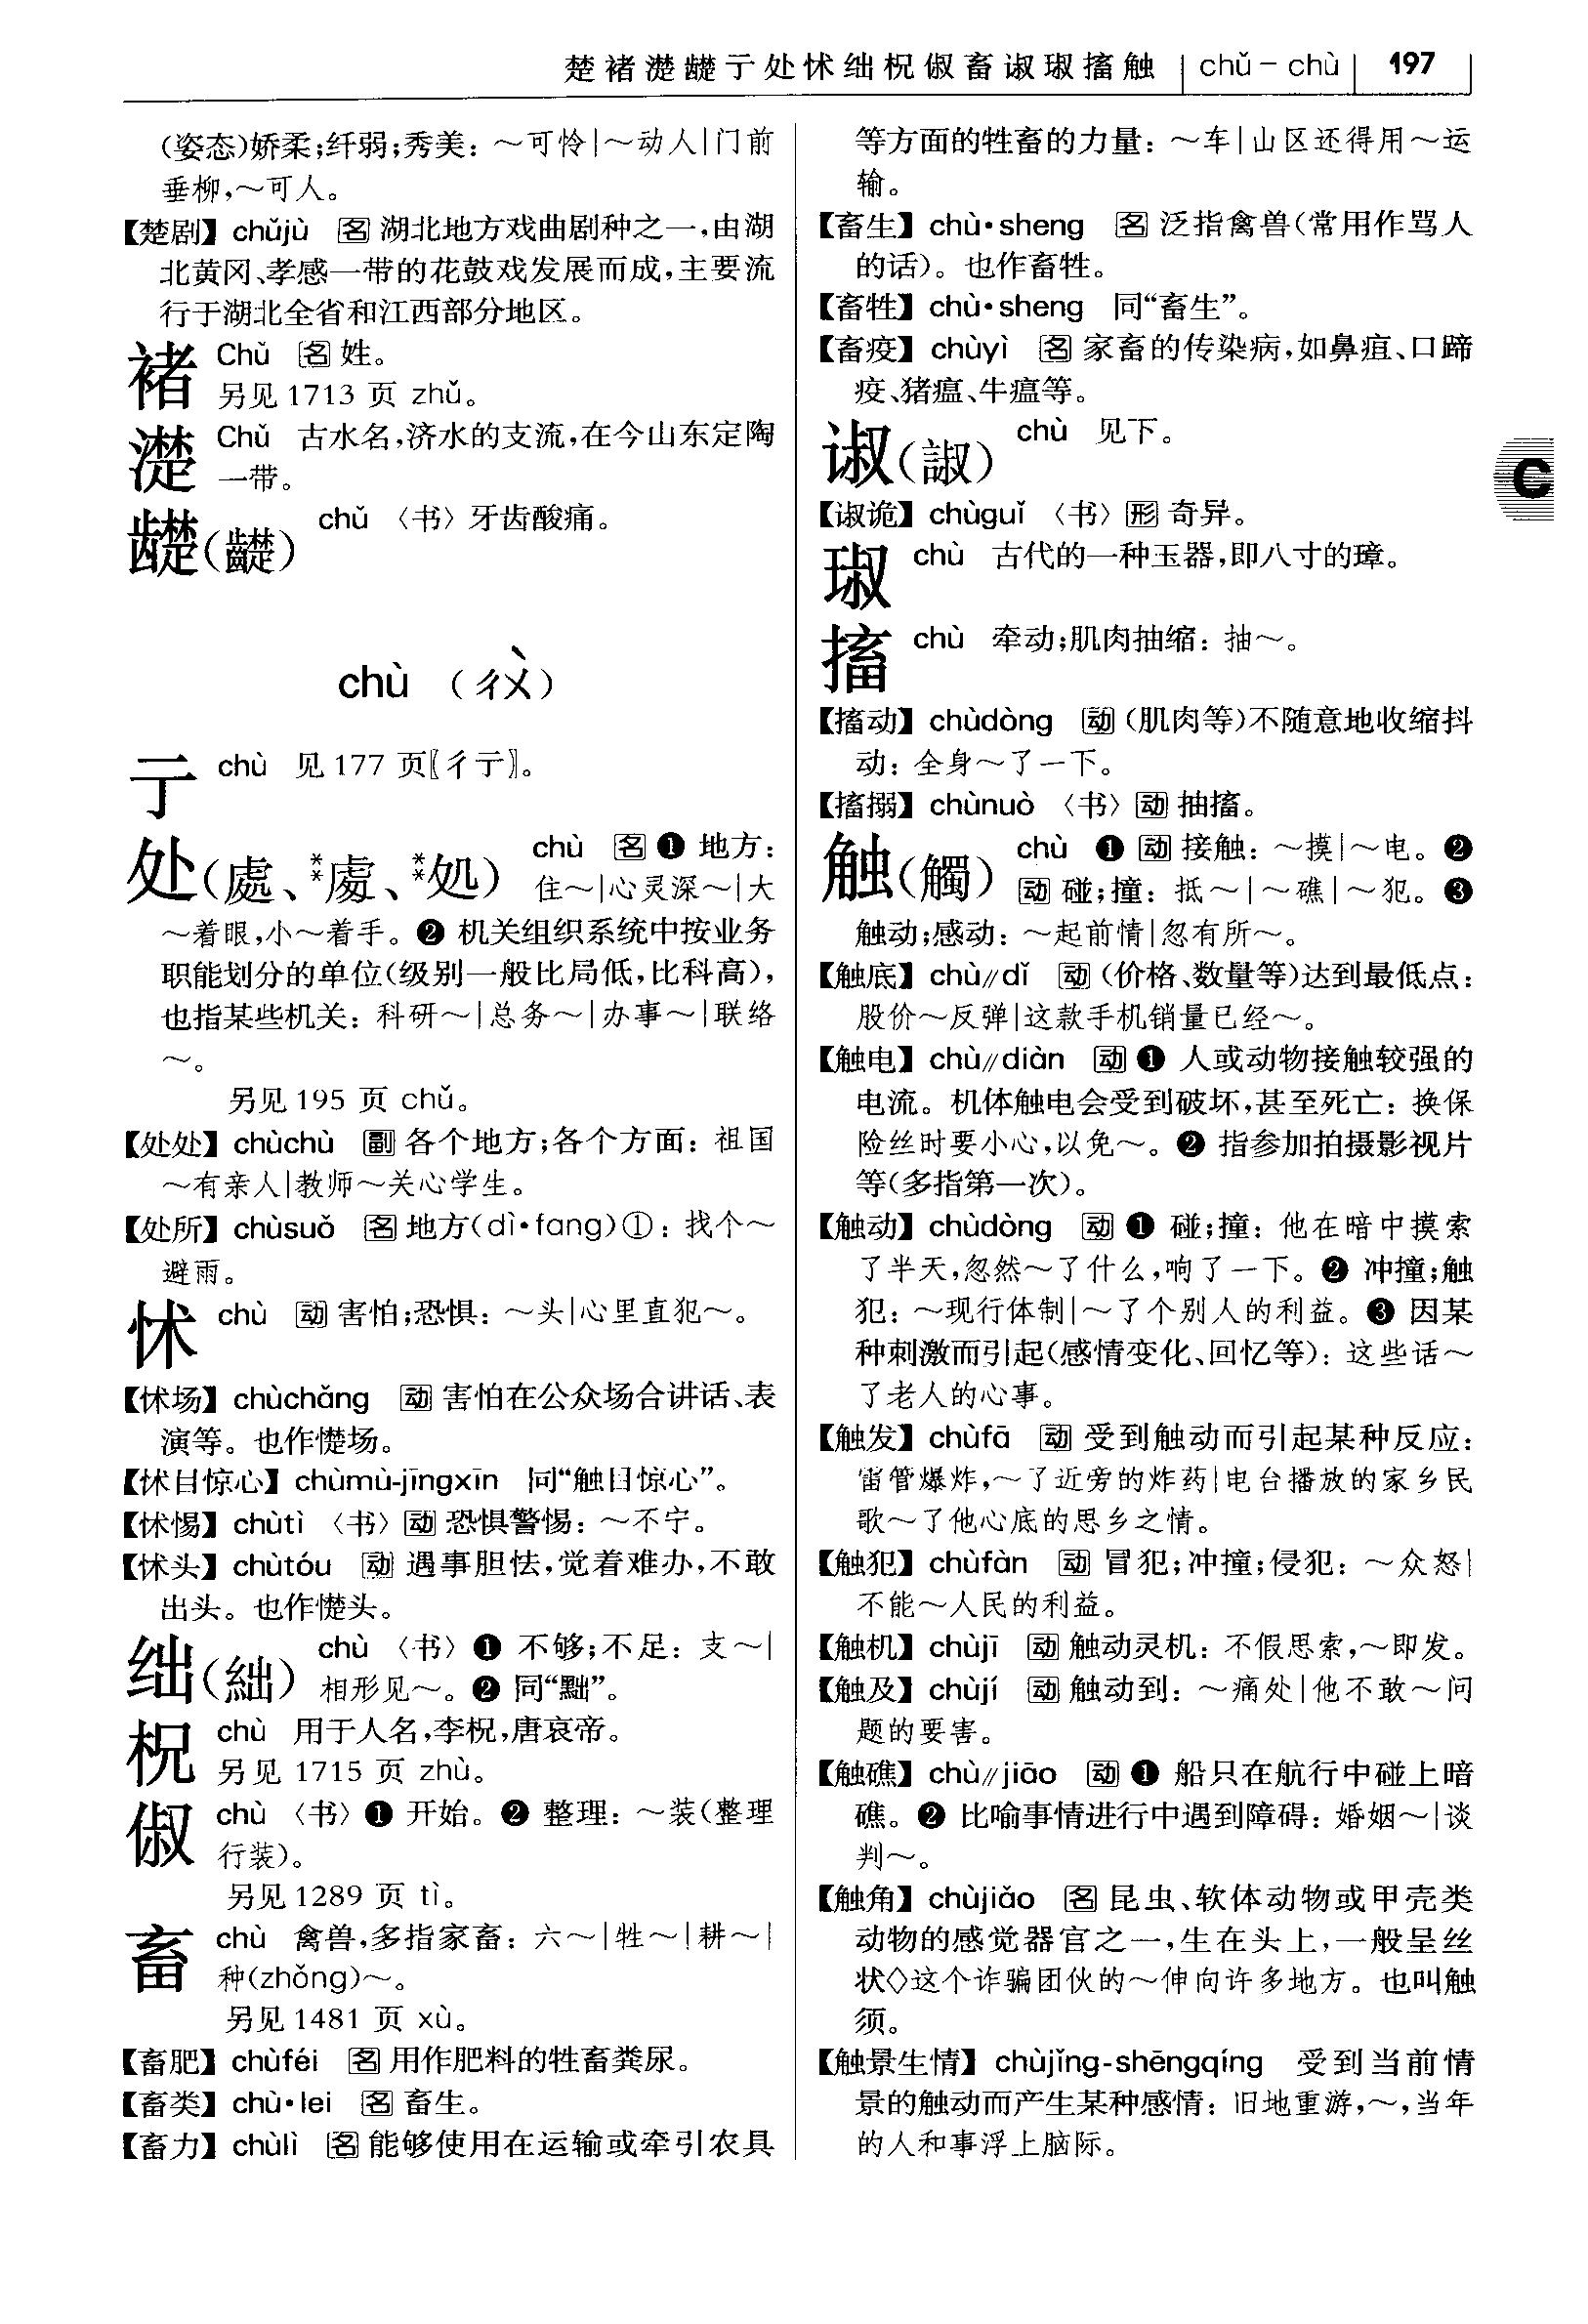 楚褚濋齼亍处怵绌柷俶畜诼琡搐触 chǔ－chù 197
(姿态)娇柔;纤弱;秀美：～可怜|～动人|门前
垂柳,～可人。
【楚剧】chǔjù 名 湖北地方戏曲剧种之一,由湖
北黄冈、孝感一带的花鼓戏发展而成,主要流
行于湖北全省和江西部分地区。
褚 Chǔ 名 姓。
另见 1713 页 zhǔ。
濋 Chǔ 古水名,济水的支流,在今山东定陶
一带。
齼(齼) chǔ 〈书〉牙齿酸痛。
chù （ㄔㄨˋ）
亍 chù 见 177 页〖彳亍〗。
处(處、**䖏、**処) chù 名 ❶ 地方：
住～|心灵深～|大
～着眼,小～着手。❷ 机关组织系统中按业务
职能划分的单位(级别一般比局低,比科高),
也指某些机关：科研～|总务～|办事～|联络
～。
另见 195 页 chǔ。
【处处】chùchù 副 各个地方;各个方面：祖国
～有亲人|教师～关心学生。
【处所】chùsuǒ 名 地方(dì·fang)①：找个～
避雨。
怵 chù 动 害怕;恐惧：～头|心里直犯～。
【怵场】chùchǎng 动 害怕在公众场合讲话、表
演等。也作憷场。
【怵目惊心】chùmù-jīngxīn 同“触目惊心”。
【怵惕】chùtì 〈书〉动 恐惧警惕：～不宁。
【怵头】chùtóu 动 遇事胆怯,觉着难办,不敢
出头。也作憷头。
绌(絀) chù 〈书〉❶ 不够;不足：支～|
相形见～。❷ 同“黜”。
柷 chù 用于人名,李柷,唐哀帝。
另见 1715 页 zhù。
俶 chù 〈书〉❶ 开始。❷ 整理：～装(整理
行装)。
另见 1289 页 tì。
畜 chù 禽兽,多指家畜：六～|牲～|耕～|
种(zhǒng)～。
另见 1481 页 xù。
【畜肥】chùféi 名 用作肥料的牲畜粪尿。
【畜类】chù·lei 名 畜生。
【畜力】chùlì 名 能够使用在运输或牵引农具
等方面的牲畜的力量：～车|山区还得用～运
输。
【畜生】chù·sheng 名 泛指禽兽(常用作骂人
的话)。也作畜牲。
【畜牲】chù·sheng 同“畜生”。
【畜疫】chùyì 名 家畜的传染病,如鼻疽、口蹄
疫、猪瘟、牛瘟等。
𬣞(諔) chù 见下。
C
【𬣞诡】chùguǐ 〈书〉形 奇异。
琡 chù 古代的一种玉器,即八寸的璋。
搐 chù 牵动;肌肉抽缩：抽～。
【搐动】chùdòng 动 (肌肉等)不随意地收缩抖
动：全身～了一下。
【搐搦】chùnuò 〈书〉动 抽搐。
触(觸) chù ❶ 动 接触：～摸|～电。❷
动 碰;撞：抵～|～礁|～犯。❸
触动;感动：～起前情|忽有所～。
【触底】chù//dǐ 动 (价格、数量等)达到最低点：
股价～反弹|这款手机销量已经～。
【触电】chù//diàn 动 ❶ 人或动物接触较强的
电流。机体触电会受到破坏,甚至死亡：换保
险丝时要小心,以免～。❷ 指参加拍摄影视片
等(多指第一次)。
【触动】chùdòng 动 ❶ 碰;撞：他在暗中摸索
了半天,忽然～了什么,响了一下。❷ 冲撞;触
犯：～现行体制|～了个别人的利益。❸ 因某
种刺激而引起(感情变化、回忆等)：这些话～
了老人的心事。
【触发】chùfā 动 受到触动而引起某种反应：
雷管爆炸,～了近旁的炸药|电台播放的家乡民
歌～了他心底的思乡之情。
【触犯】chùfàn 动 冒犯;冲撞;侵犯：～众怒|
不能～人民的利益。
【触机】chùjī 动 触动灵机：不假思索,～即发。
【触及】chùjí 动 触动到：～痛处|他不敢～问
题的要害。
【触礁】chù//jiāo 动 ❶ 船只在航行中碰上暗
礁。❷ 比喻事情进行中遇到障碍：婚姻～|谈
判～。
【触角】chùjiǎo 名 昆虫、软体动物或甲壳类
动物的感觉器官之一,生在头上,一般呈丝
状◇这个诈骗团伙的～伸向许多地方。也叫触
须。
【触景生情】chùjǐng-shēngqíng 受到当前情
景的触动而产生某种感情：旧地重游,～,当年
的人和事浮上脑际。